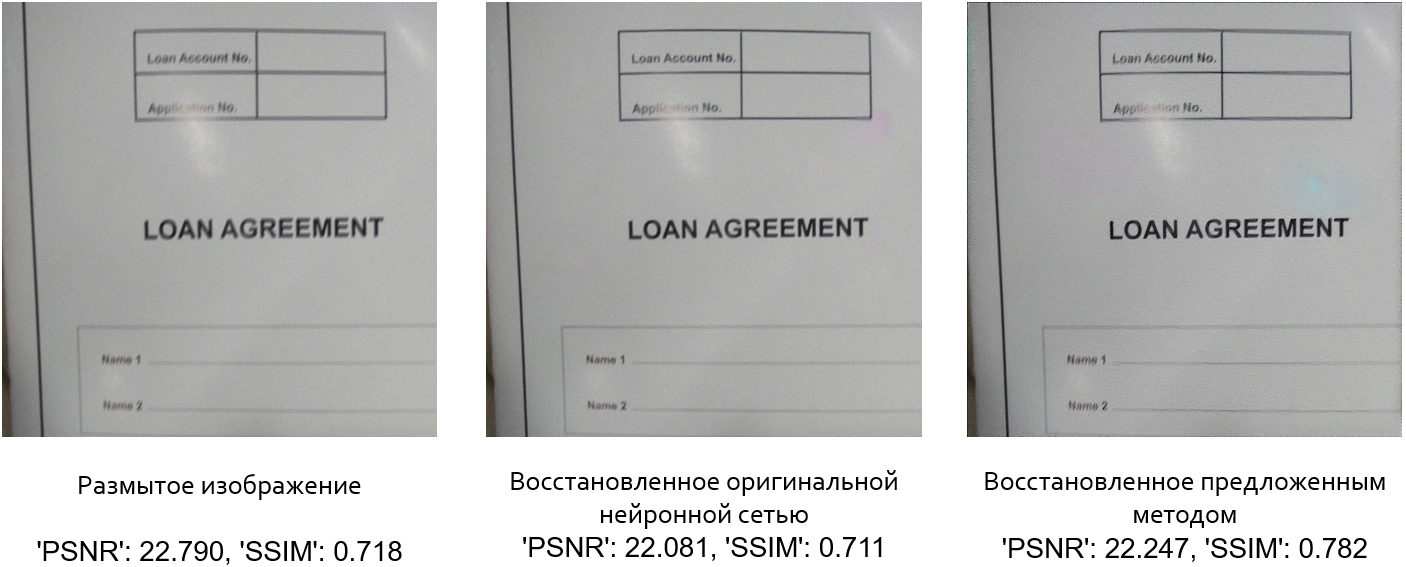 Loan Account No.
Application No.
LOAN AGREEMENT
Name 1
Name 2
Loan Account No.
Application No.
LOAN AGREEMENT
Name 1
Name 2
Loan Account No.
Application No.
LOAN AGREEMENT
Name 1
Name 2
Размытое изображение
'PSNR': 22.790, 'SSIM': 0.718
Восстановленное оригинальной
нейронной сетью
'PSNR': 22.081, 'SSIM': 0.711
Восстановленное предложенным
методом
'PSNR': 22.247, 'SSIM': 0.782